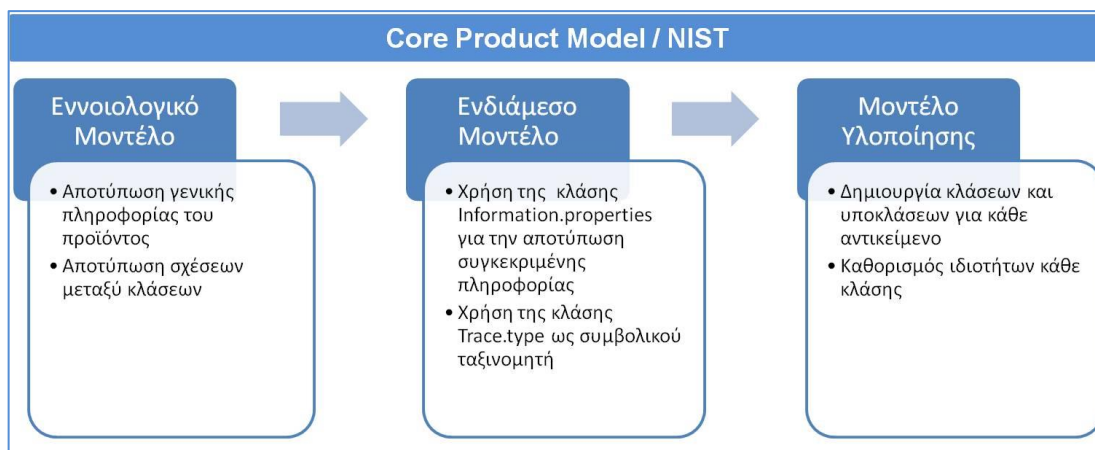 Core Product Model / NIST
Εννοιολογικό
Μοντέλο
• Αποτύπωση γενικής
πληροφορίας του
προϊόντος
• Αποτύπωση σχέσεων
μεταξύ κλάσεων
Ενδιάμεσο
Μοντέλο
• Χρήση της κλάσης
Information.properties
για την αποτύπωση
συγκεκριμένης
πληροφορίας
• Χρήση της κλάσης
Trace.type ως συμβολικού
ταξινομητή
Μοντέλο
Υλοποίησης
• Δημιουργία κλάσεων και
υποκλάσεων για κάθε
αντικείμενο
• Καθορισμός ιδιοτήτων κάθε
κλάσης